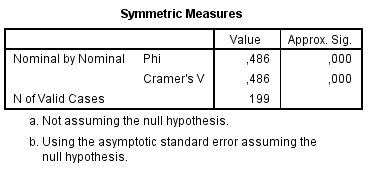 Symmetric Measures
Value Approx. Sig.
Nominal by Nominal Phi ,486 ,000
Cramer's V ,486 ,000
N of Valid Cases 199
a. Not assuming the null hypothesis.
b. Using the asymptotic standard error assuming the
null hypothesis.